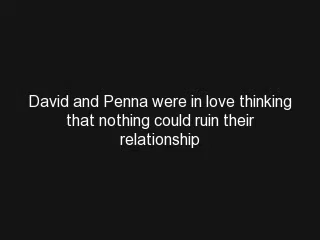 David and Penna were in love thinking
that nothing could ruin their
relationship